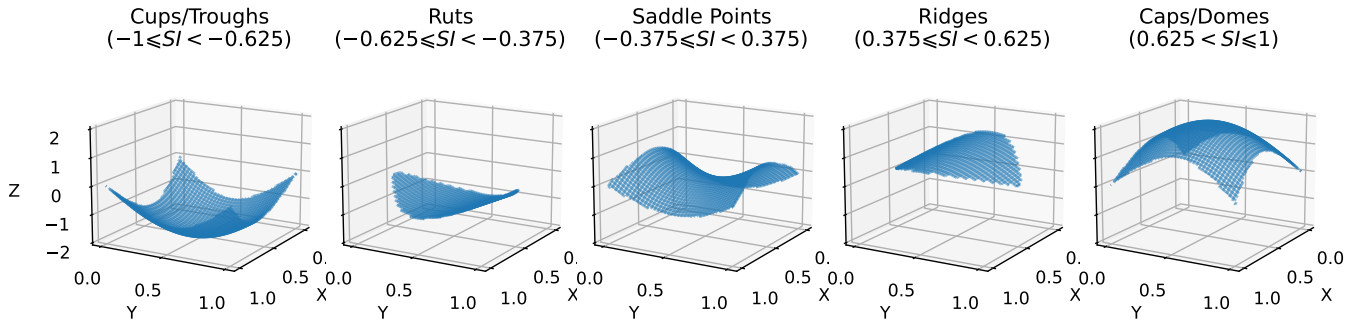 Cups/Troughs
(−1⩽SI < −0.625)
Ruts
(−0.625⩽SI < −0.375)
Saddle Points
(−0.375⩽SI < 0.375)
Ridges
(0.375⩽SI < 0.625)
Caps/Domes
(0.625 < SI⩽1)
Z
2
1
0
−1
−2
0.0
0.5
1.0
Y
1.0
0.5
0.
X
0.0
0.5
1.0
Y
1.0
0.5
0.
X
0.0
0.5
1.0
Y
1.0
0.5
0.
X
0.0
0.5
1.0
Y
1.0
0.5
0.
X
0.0
0.5
1.0
Y
1.0
0.5
0.0
X